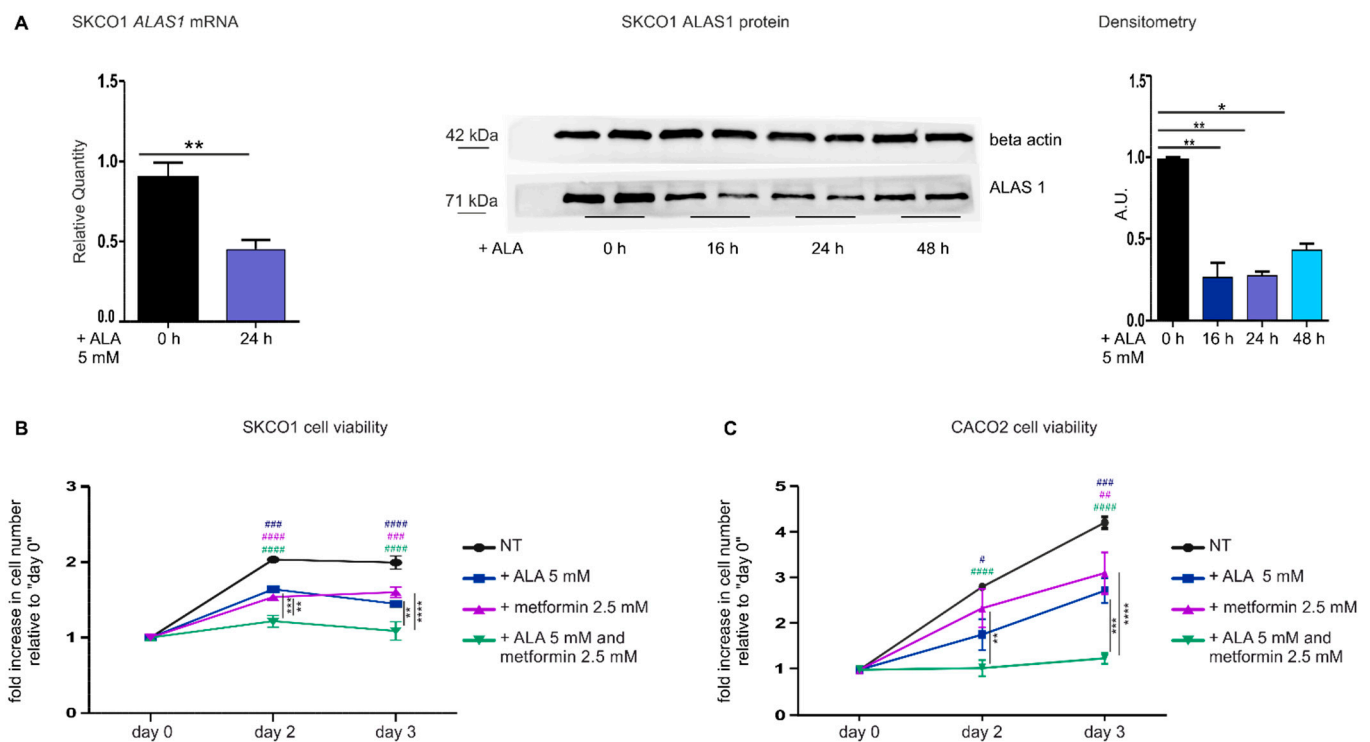 A
SKCO1 ALAS1 mRNA
SKCO1 ALAS1 protein
Densitometry
1.5
1.0
0.5
0.0
Relative Quantity
**
+ ALA
5 mM
0 h
24 h
42 kDa
71 kDa
beta actin
ALAS 1
+ ALA
0 h
16 h
24 h
48 h
1.5
1.0
0.5
0.0
A.U.
*
**
**
+ ALA
5 mM
0 h
16 h
24 h
48 h
B
SKCO1 cell viability
fold increase in cell number
relative to "day 0"
3
2
1
0
###
####
####
####
###
####
***
**
**
****
day 0
day 2
day 3
NT
+ ALA 5 mM
+ metformin 2.5 mM
+ ALA 5 mM and
metformin 2.5 mM
C
CACO2 cell viability
fold increase in cell number
relative to "day 0"
5
4
3
2
1
0
#
####
###
##
####
**
***
****
day 0
day 2
day 3
NT
+ ALA 5 mM
+ metformin 2.5 mM
+ ALA 5 mM and
metformin 2.5 mM